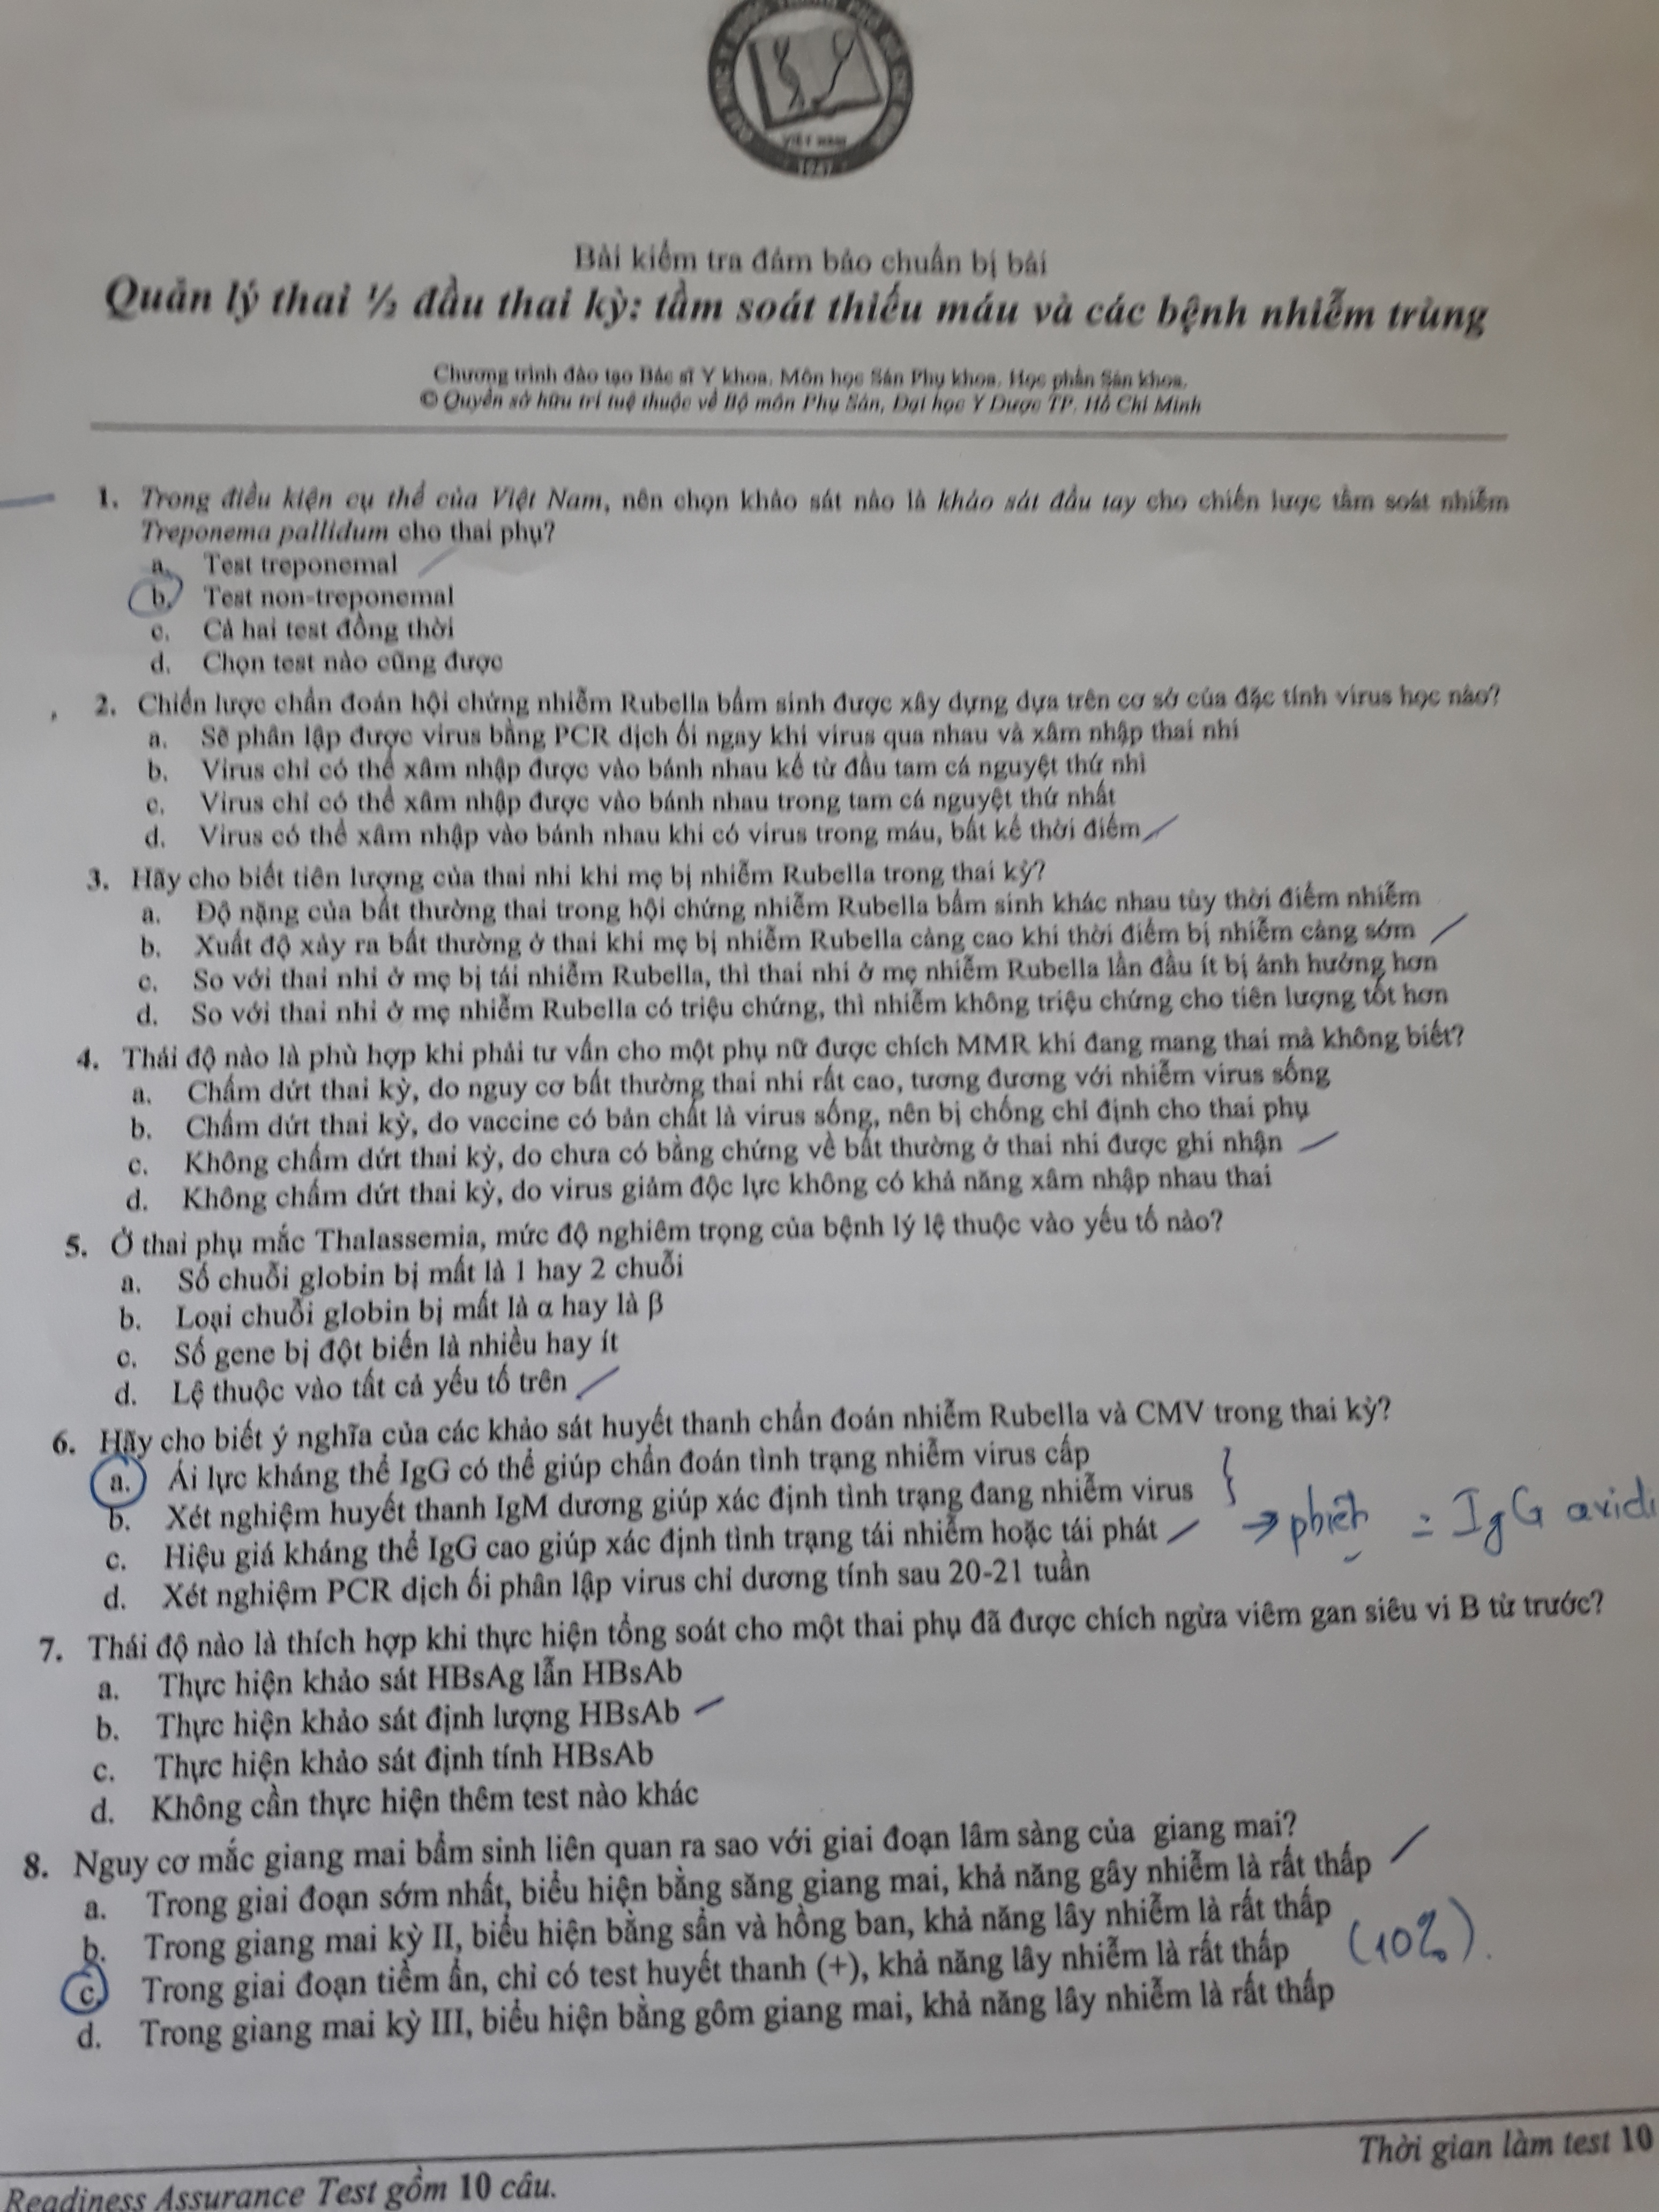 VIỆT NAM
1947
Bài kiểm tra đảm bảo chuẩn bị bài
Quản lý thai ½ đầu thai kỳ: tầm soát thiếu máu và các bệnh nhiễm trùng
Chương trình đào tạo Bác sĩ Y khoa. Môn học Sản Phụ khoa. Học phần Sản khoa.
© Quyền sở hữu trí tuệ thuộc về Bộ môn Phụ Sản, Đại học Y Dược TP. Hồ Chí Minh
1. Trong điều kiện cụ thể của Việt Nam, nên chọn khảo sát nào là khảo sát đầu tay cho chiến lược tầm soát nhiễm
Treponema pallidum cho thai phụ?
a. Test treponemal
b. Test non-treponemal
c. Cả hai test đồng thời
d. Chọn test nào cũng được
2. Chiến lược chẩn đoán hội chứng nhiễm Rubella bẩm sinh được xây dựng dựa trên cơ sở của đặc tính virus học nào?
a. Sẽ phân lập được virus bằng PCR dịch ối ngay khi virus qua nhau và xâm nhập thai nhi
b. Virus chỉ có thể xâm nhập được vào bánh nhau kể từ đầu tam cá nguyệt thứ nhì
c. Virus chỉ có thể xâm nhập được vào bánh nhau trong tam cá nguyệt thứ nhất
d. Virus có thể xâm nhập vào bánh nhau khi có virus trong máu, bất kể thời điểm
3. Hãy cho biết tiên lượng của thai nhi khi mẹ bị nhiễm Rubella trong thai kỳ?
a. Độ nặng của bất thường thai trong hội chứng nhiễm Rubella bẩm sinh khác nhau tùy thời điểm nhiễm
b. Xuất độ xảy ra bất thường ở thai khi mẹ bị nhiễm Rubella càng cao khi thời điểm bị nhiễm càng sớm
c. So với thai nhi ở mẹ bị tái nhiễm Rubella, thì thai nhi ở mẹ nhiễm Rubella lần đầu ít bị ảnh hưởng hơn
d. So với thai nhi ở mẹ nhiễm Rubella có triệu chứng, thì nhiễm không triệu chứng cho tiên lượng tốt hơn
4. Thái độ nào là phù hợp khi phải tư vấn cho một phụ nữ được chích MMR khi đang mang thai mà không biết?
a. Chấm dứt thai kỳ, do nguy cơ bất thường thai nhi rất cao, tương đương với nhiễm virus sống
b. Chấm dứt thai kỳ, do vaccine có bản chất là virus sống, nên bị chống chỉ định cho thai phụ
c. Không chấm dứt thai kỳ, do chưa có bằng chứng về bất thường ở thai nhi được ghi nhận
d. Không chấm dứt thai kỳ, do virus giảm độc lực không có khả năng xâm nhập nhau thai
5. Ở thai phụ mắc Thalassemia, mức độ nghiêm trọng của bệnh lý lệ thuộc vào yếu tố nào?
a. Số chuỗi globin bị mất là 1 hay 2 chuỗi
b. Loại chuỗi globin bị mất là α hay là β
c. Số gene bị đột biến là nhiều hay ít
d. Lệ thuộc vào tất cả yếu tố trên
6. Hãy cho biết ý nghĩa của các khảo sát huyết thanh chẩn đoán nhiễm Rubella và CMV trong thai kỳ?
a. Ái lực kháng thể IgG có thể giúp chẩn đoán tình trạng nhiễm virus cấp
b. Xét nghiệm huyết thanh IgM dương giúp xác định tình trạng đang nhiễm virus
c. Hiệu giá kháng thể IgG cao giúp xác định tình trạng tái nhiễm hoặc tái phát
→ phbiệt = IgG avidi
d. Xét nghiệm PCR dịch ối phân lập virus chỉ dương tính sau 20-21 tuần
7. Thái độ nào là thích hợp khi thực hiện tổng soát cho một thai phụ đã được chích ngừa viêm gan siêu vi B từ trước?
a. Thực hiện khảo sát HBsAg lẫn HBsAb
b. Thực hiện khảo sát định lượng HBsAb
c. Thực hiện khảo sát định tính HBsAb
d. Không cần thực hiện thêm test nào khác
8. Nguy cơ mắc giang mai bẩm sinh liên quan ra sao với giai đoạn lâm sàng của giang mai?
a. Trong giai đoạn sớm nhất, biểu hiện bằng săng giang mai, khả năng gây nhiễm là rất thấp
b. Trong giang mai kỳ II, biểu hiện bằng sẩn và hồng ban, khả năng lây nhiễm là rất thấp
c. Trong giai đoạn tiềm ẩn, chỉ có test huyết thanh (+), khả năng lây nhiễm là rất thấp
(10%).
d. Trong giang mai kỳ III, biểu hiện bằng gôm giang mai, khả năng lây nhiễm là rất thấp
Readiness Assurance Test gồm 10 câu.
Thời gian làm test 10